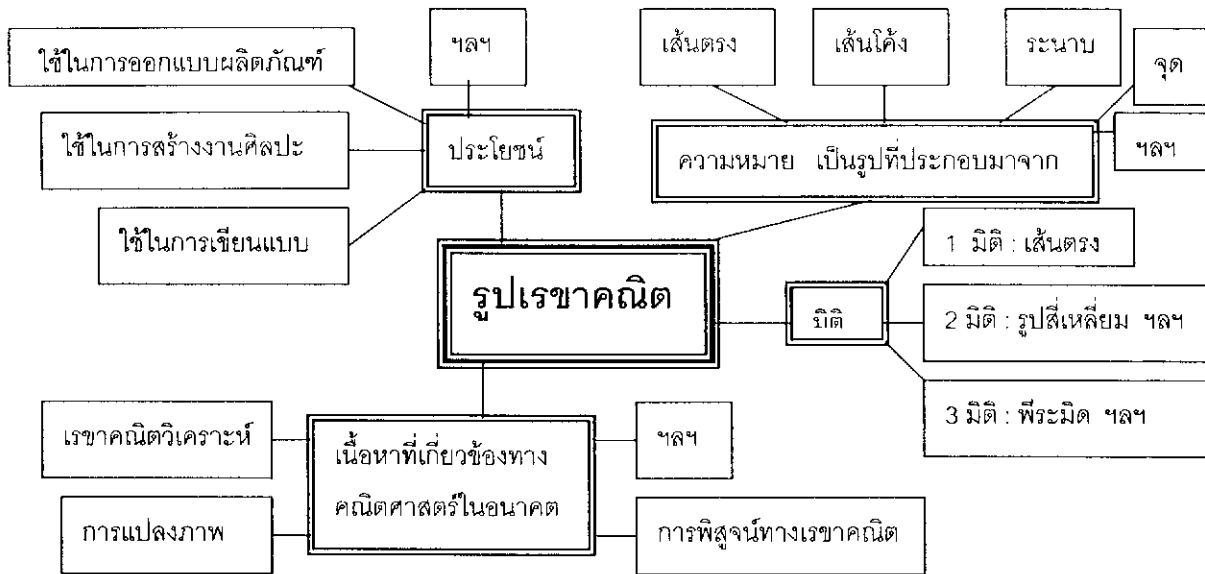 ใช้ในการออกแบบผลิตภัณฑ์
ฯลฯ
เส้นตรง
เส้นโค้ง
ระนาบ
จุด
ใช้ในการสร้างงานศิลปะ
ประโยชน์
ความหมาย เป็นรูปที่ประกอบมาจาก
ฯลฯ
ใช้ในการเขียนแบบ
1 มิติ : เส้นตรง
รูปเรขาคณิต
มิติ
2 มิติ : รูปสี่เหลี่ยม ฯลฯ
3 มิติ : พีระมิด ฯลฯ
เรขาคณิตวิเคราะห์
เนื้อหาที่เกี่ยวข้องทาง
คณิตศาสตร์ในอนาคต
ฯลฯ
การแปลงภาพ
การพิสูจน์ทางเรขาคณิต